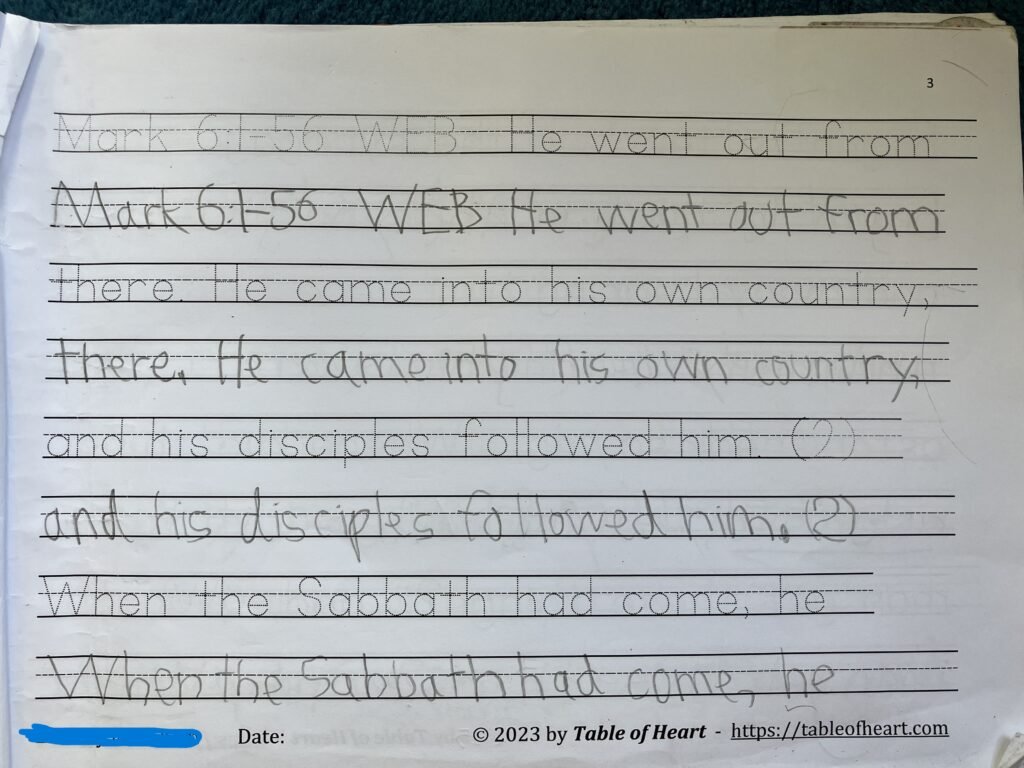 3
Mark 6:1-56 WEB He went out from
Mark 6:1-56 WEB He went out from
there. He came into his own country,
there. He came into his own country,
and his disciples followed him. (2)
and his disciples followed him. (2)
When the Sabbath had come, he
When the Sabbath had come, he
Date: © 2023 by Table of Heart - https://tableofheart.com